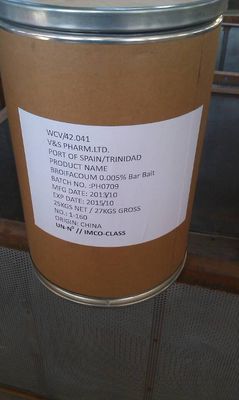 WCV/42.041
V&S PHARM.LTD.
PORT OF SPAIN/TRINIDAD
PRODUCT NAME
BROIFACOUM 0.005% Bar Bait
BATCH NO. :PH0709
MFG DATE: 2013/10
EXP DATE: 2015/10
25KGS NET / 27KGS GROSS
NO.: 1-160
ORIGIN: CHINA
UN-Nº // IMCO-CLASS